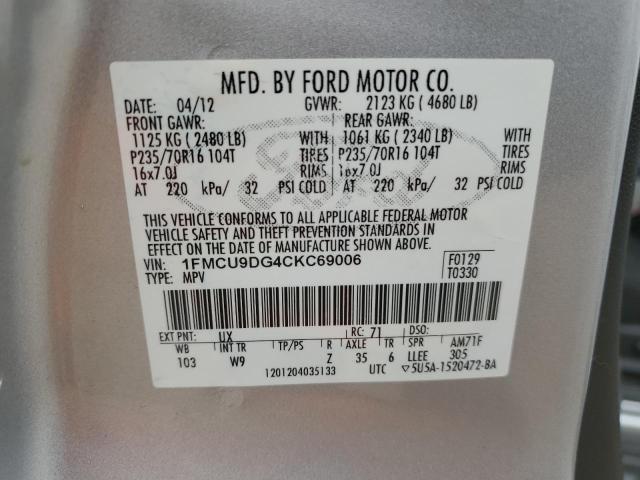 MFD. BY FORD MOTOR CO.
DATE: 04/12 GVWR: 2123 KG ( 4680 LB)
FRONT GAWR: REAR GAWR:
1125 KG ( 2480 LB) WITH 1061 KG ( 2340 LB) WITH
P235/70R16 104T TIRES P235/70R16 104T TIRES
16x7.0J RIMS 16x7.0J RIMS
AT 220 kPa/ 32 PSI COLD AT 220 kPa/ 32 PSI COLD
THIS VEHICLE CONFORMS TO ALL APPLICABLE FEDERAL MOTOR
VEHICLE SAFETY AND THEFT PREVENTION STANDARDS IN
EFFECT ON THE DATE OF MANUFACTURE SHOWN ABOVE.
VIN: 1FMCU9DG4CKC69006 F0129
TYPE: MPV T0330
EXT PNT: UX RC: 71 DSO:
WB INT TR TP/PS R AXLE TR SPR AM71F
103 W9 Z 35 6 LLEE 305
1201204035133 UTC ▽5U5A-1520472-BA